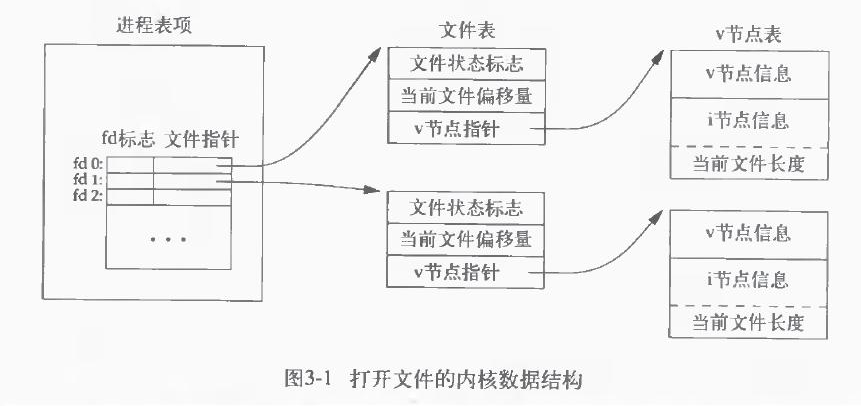 进程表项
fd标志 文件指针
fd 0:
fd 1:
fd 2:
...
文件表
文件状态标志
当前文件偏移量
v节点指针
文件状态标志
当前文件偏移量
v节点指针
v节点表
v节点信息
i节点信息
当前文件长度
v节点信息
i节点信息
当前文件长度
图3-1 打开文件的内核数据结构